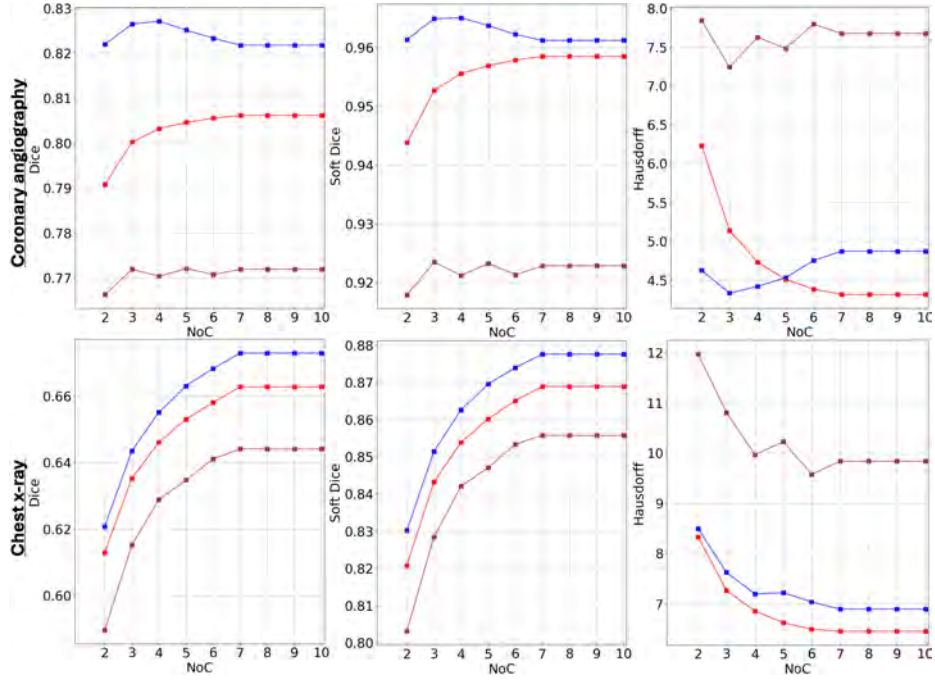 Coronary angiography
Dice
0.83
0.82
0.81
0.80
0.79
0.78
0.77
2 3 4 5 6 7 8 9 10
NoC
Soft Dice
0.96
0.95
0.94
0.93
0.92
2 3 4 5 6 7 8 9 10
NoC
Hausdorff
8.0
7.5
7.0
6.5
6.0
5.5
5.0
4.5
2 3 4 5 6 7 8 9 10
NoC
Chest x-ray
Dice
0.66
0.64
0.62
0.60
2 3 4 5 6 7 8 9 10
NoC
Soft Dice
0.88
0.87
0.86
0.85
0.84
0.83
0.82
0.81
0.80
2 3 4 5 6 7 8 9 10
NoC
Hausdorff
12
11
10
9
8
7
2 3 4 5 6 7 8 9 10
NoC